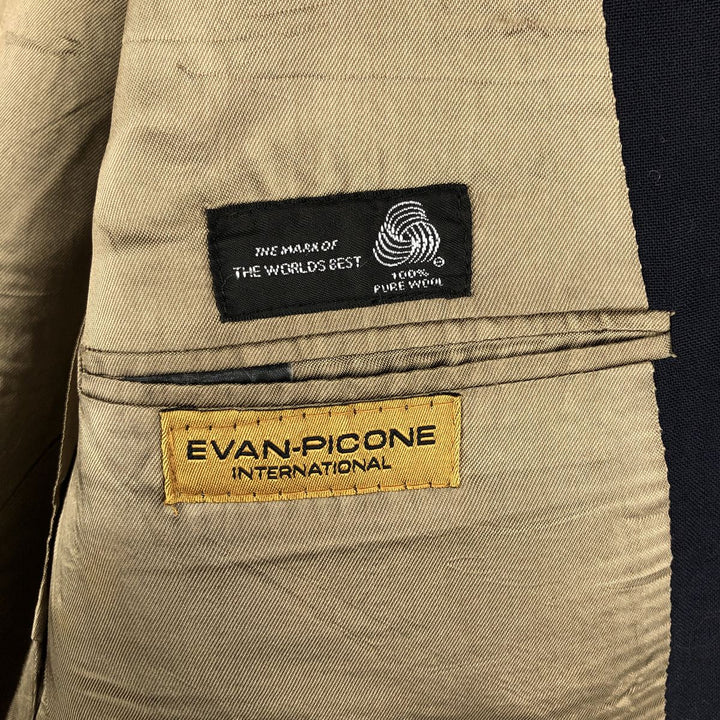 THE MARK OF
THE WORLDS BEST
100%
PURE WOOL
EVAN-PICONE
INTERNATIONAL